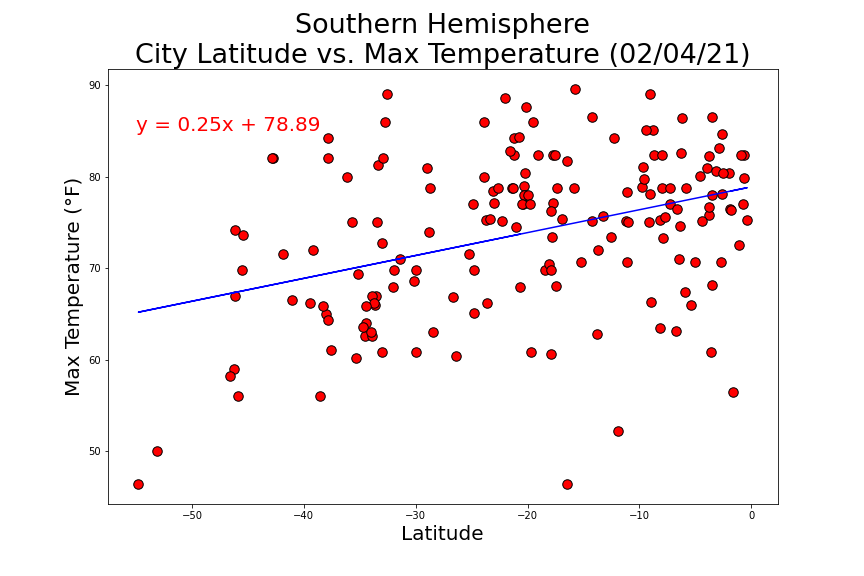 Southern Hemisphere
City Latitude vs. Max Temperature (02/04/21)
y = 0.25x + 78.89
Max Temperature (°F)
90
80
70
60
50
−50
−40
−30
−20
−10
0
Latitude